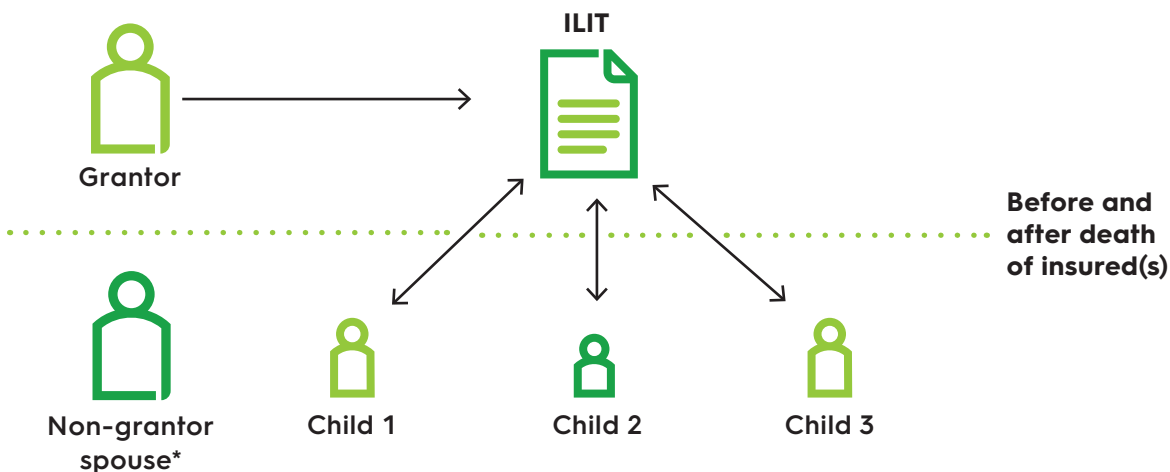 ILIT
Grantor
Before and
after death
of insured(s)
Non-grantor
spouse*
Child 1
Child 2
Child 3